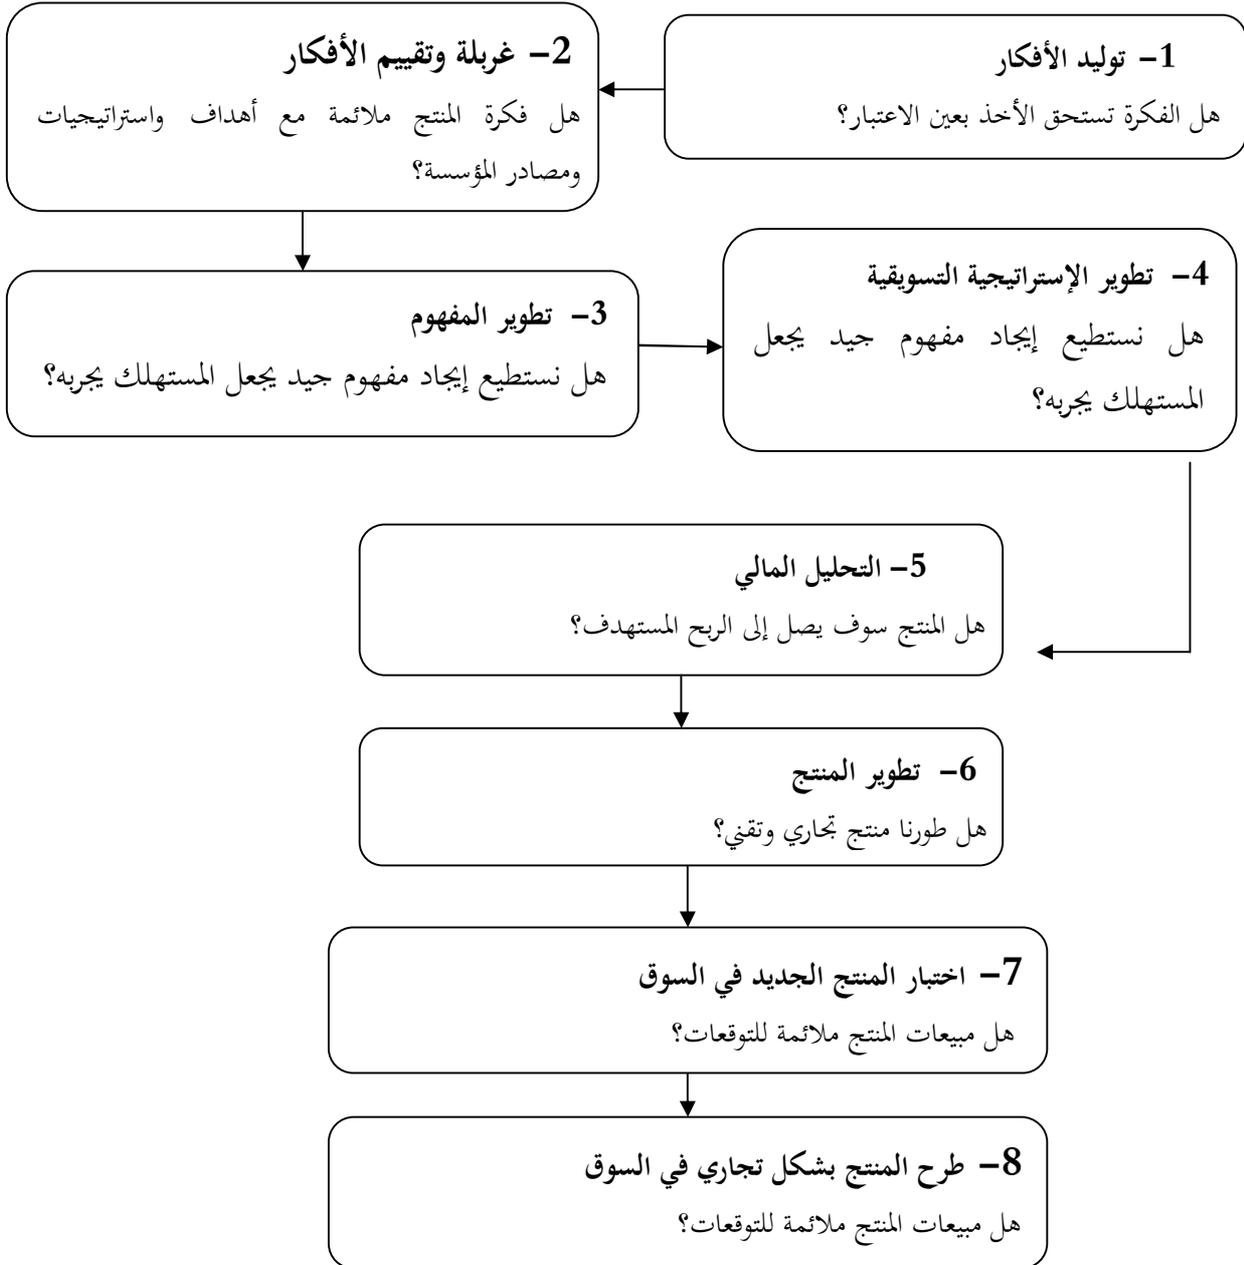 1– توليد الأفكار
هل الفكرة تستحق الأخذ بعين الاعتبار؟
2– غربلة وتقييم الأفكار
هل فكرة المنتج ملائمة مع أهداف واستراتيجيات
ومصادر المؤسسة؟
3– تطوير المفهوم
هل نستطيع إيجاد مفهوم جيد يجعل المستهلك يجربه؟
4– تطوير الإستراتيجية التسويقية
هل نستطيع إيجاد مفهوم جيد يجعل
المستهلك يجربه؟
5– التحليل المالي
هل المنتج سوف يصل إلى الربح المستهدف؟
6– تطوير المنتج
هل طورنا منتج تجاري وتقني؟
7– اختبار المنتج الجديد في السوق
هل مبيعات المنتج ملائمة للتوقعات؟
8– طرح المنتج بشكل تجاري في السوق
هل مبيعات المنتج ملائمة للتوقعات؟